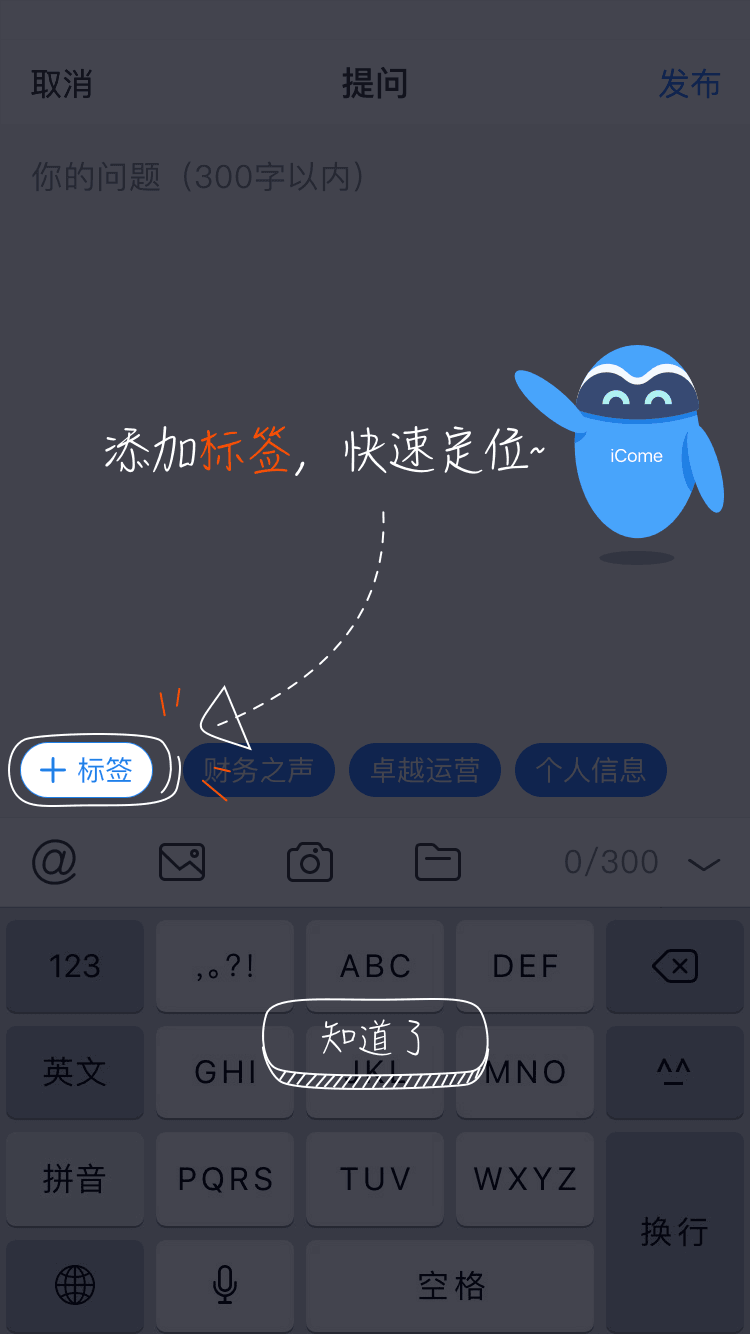 取消 提问 发布
你的问题（300字以内）
添加标签，快速定位~
iCome
+ 标签 财务之声 卓越运营 个人信息
@ 0/300
123 ,。?! ABC DEF
知道了
英文 GHI JKL MNO ^^
拼音 PQRS TUV WXYZ
换行
空格